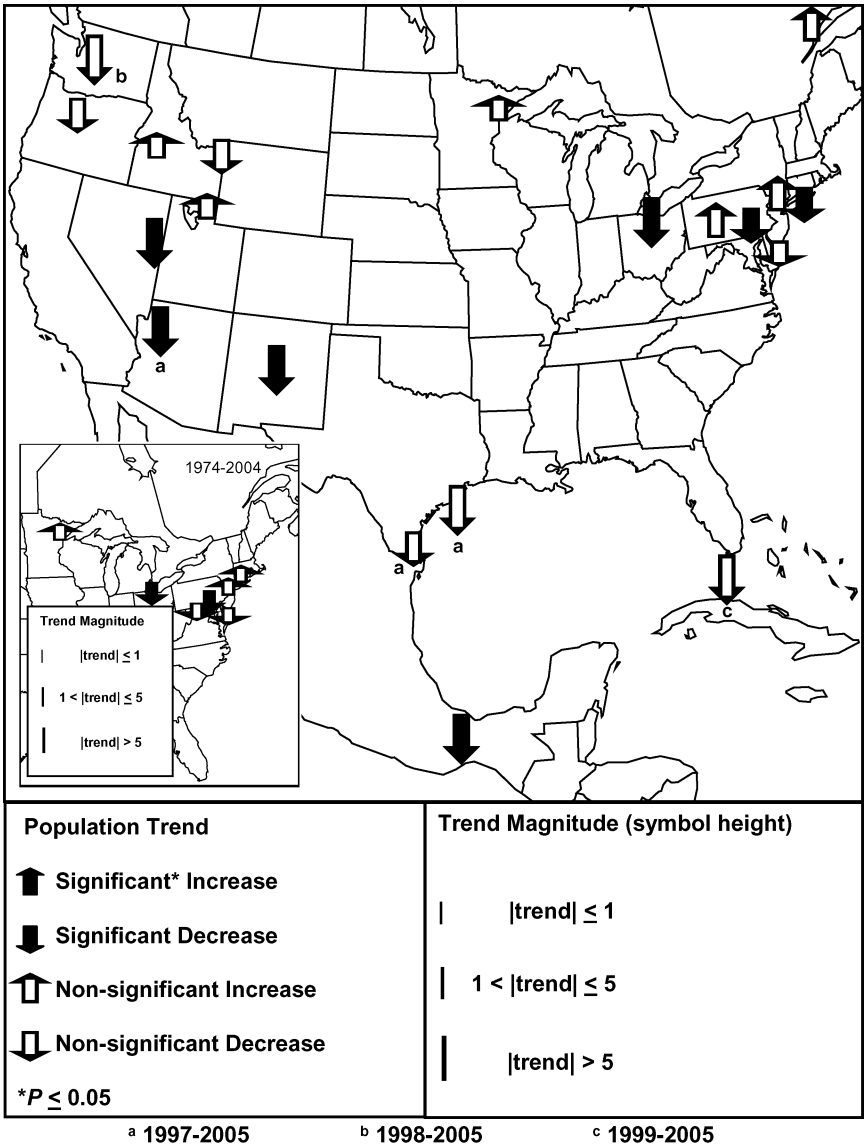 b
a
a
a
c
1974-2004
Trend Magnitude
|trend| ≤ 1
1 < |trend| ≤ 5
|trend| > 5
Population Trend
Significant* Increase
Significant Decrease
Non-significant Increase
Non-significant Decrease
*P ≤ 0.05
Trend Magnitude (symbol height)
|trend| ≤ 1
1 < |trend| ≤ 5
|trend| > 5
a 1997-2005 b 1998-2005 c 1999-2005